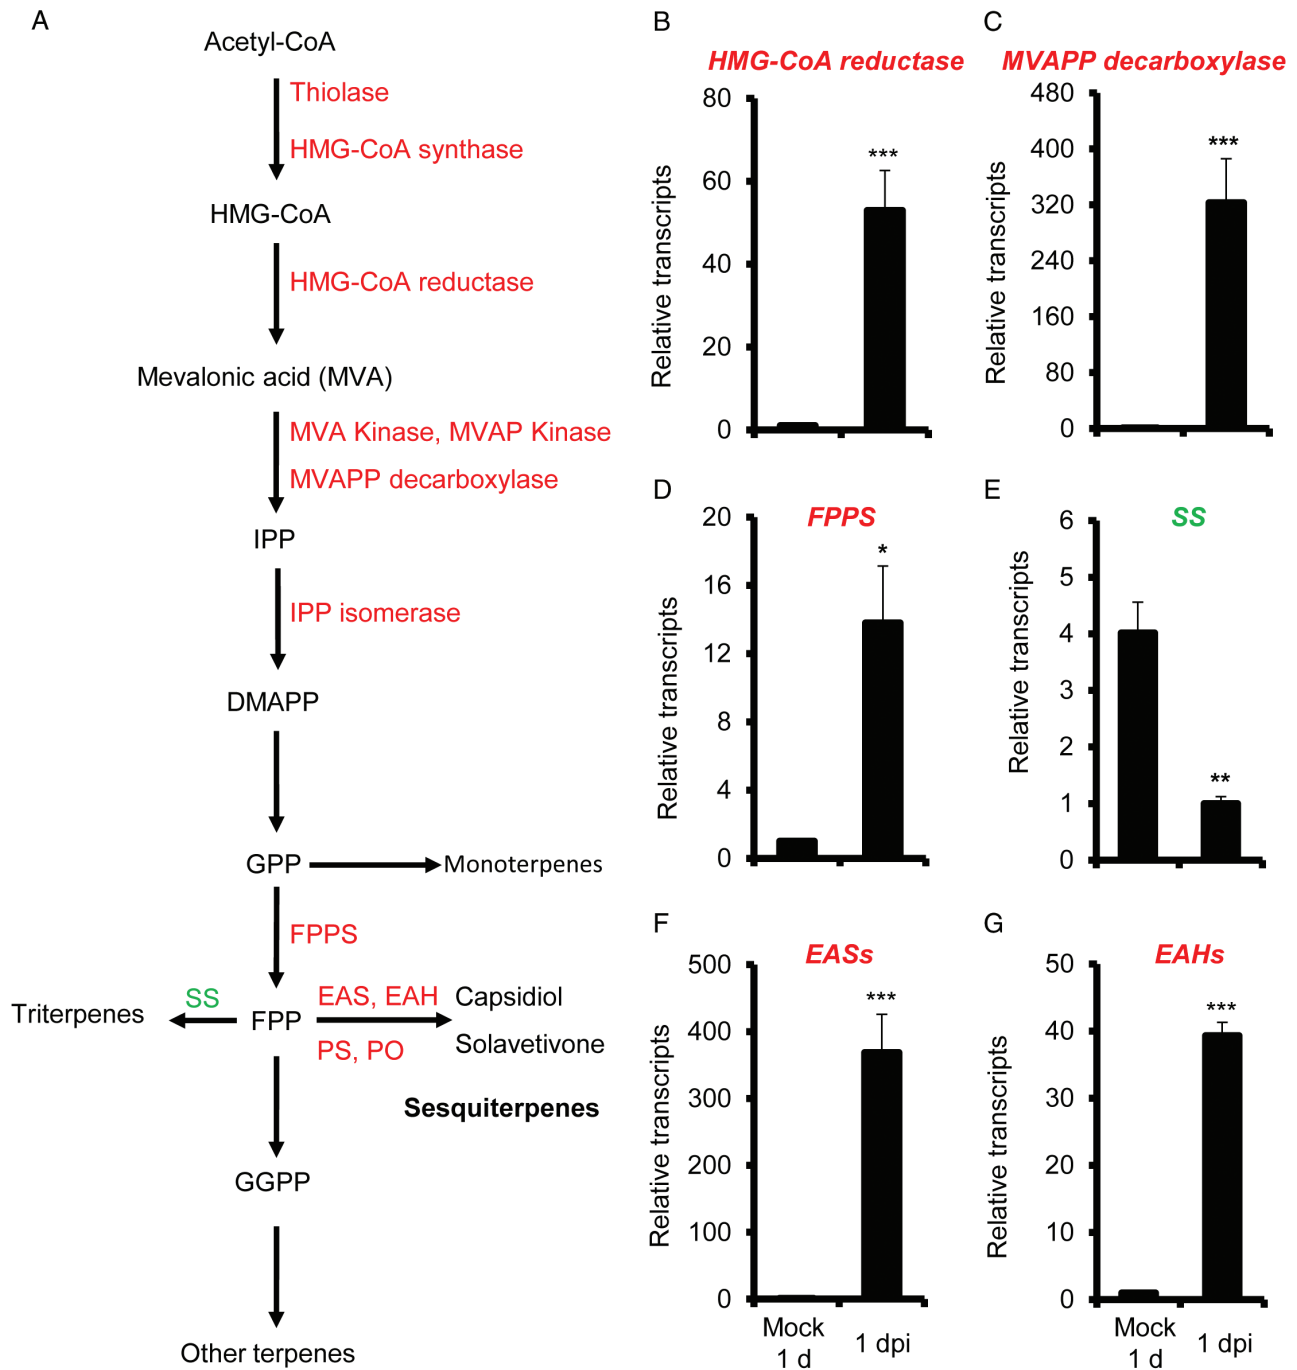 A
Acetyl-CoA
Thiolase
HMG-CoA synthase
HMG-CoA
HMG-CoA reductase
Mevalonic acid (MVA)
MVA Kinase, MVAP Kinase
MVAPP decarboxylase
IPP
IPP isomerase
DMAPP
GPP
Monoterpenes
FPPS
Triterpenes
SS
FPP
EAS, EAH
PS, PO
Capsidiol
Solavetivone
Sesquiterpenes
GGPP
Other terpenes
B
HMG-CoA reductase
Relative transcripts
80
60
40
20
0
***
C
MVAPP decarboxylase
Relative transcripts
480
400
320
240
160
80
0
***
D
FPPS
Relative transcripts
20
16
12
8
4
0
*
E
SS
Relative transcripts
6
5
4
3
2
1
0
**
F
EASs
Relative transcripts
500
400
300
200
100
0
***
Mock
1 d
1 dpi
G
EAHs
Relative transcripts
50
40
30
20
10
0
***
Mock
1 d
1 dpi